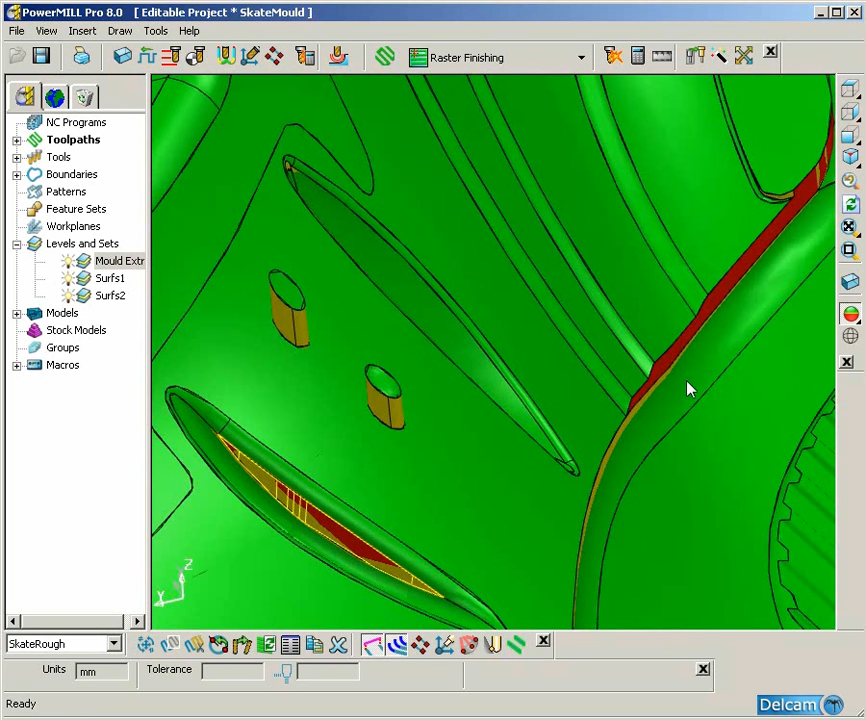 PowerMILL Pro 8.0 [Editable Project * SkateMould ]
File View Insert Draw Tools Help
Raster Finishing
NC Programs
Toolpaths
Tools
Boundaries
Patterns
Feature Sets
Workplanes
Levels and Sets
Mould Extr
Surfs1
Surfs2
Models
Stock Models
Groups
Macros
Z
Y
SkateRough
Units mm Tolerance
Ready
Delcam